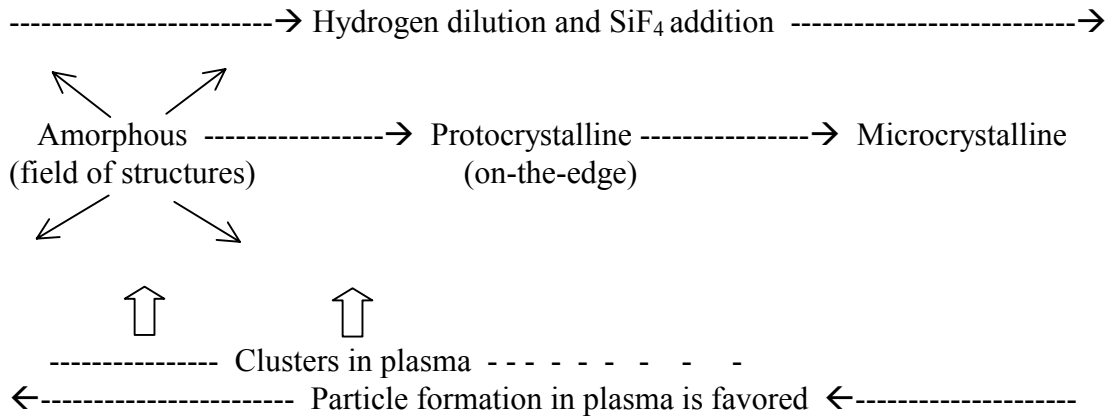 ---------------------→ Hydrogen dilution and SiF₄ addition ---------------------------→
Amorphous -----------------→ Protocrystalline ---------------→ Microcrystalline
(field of structures) (on-the-edge)
---------------- Clusters in plasma - - - - - - - -
←------------------------ Particle formation in plasma is favored ←-----------------------